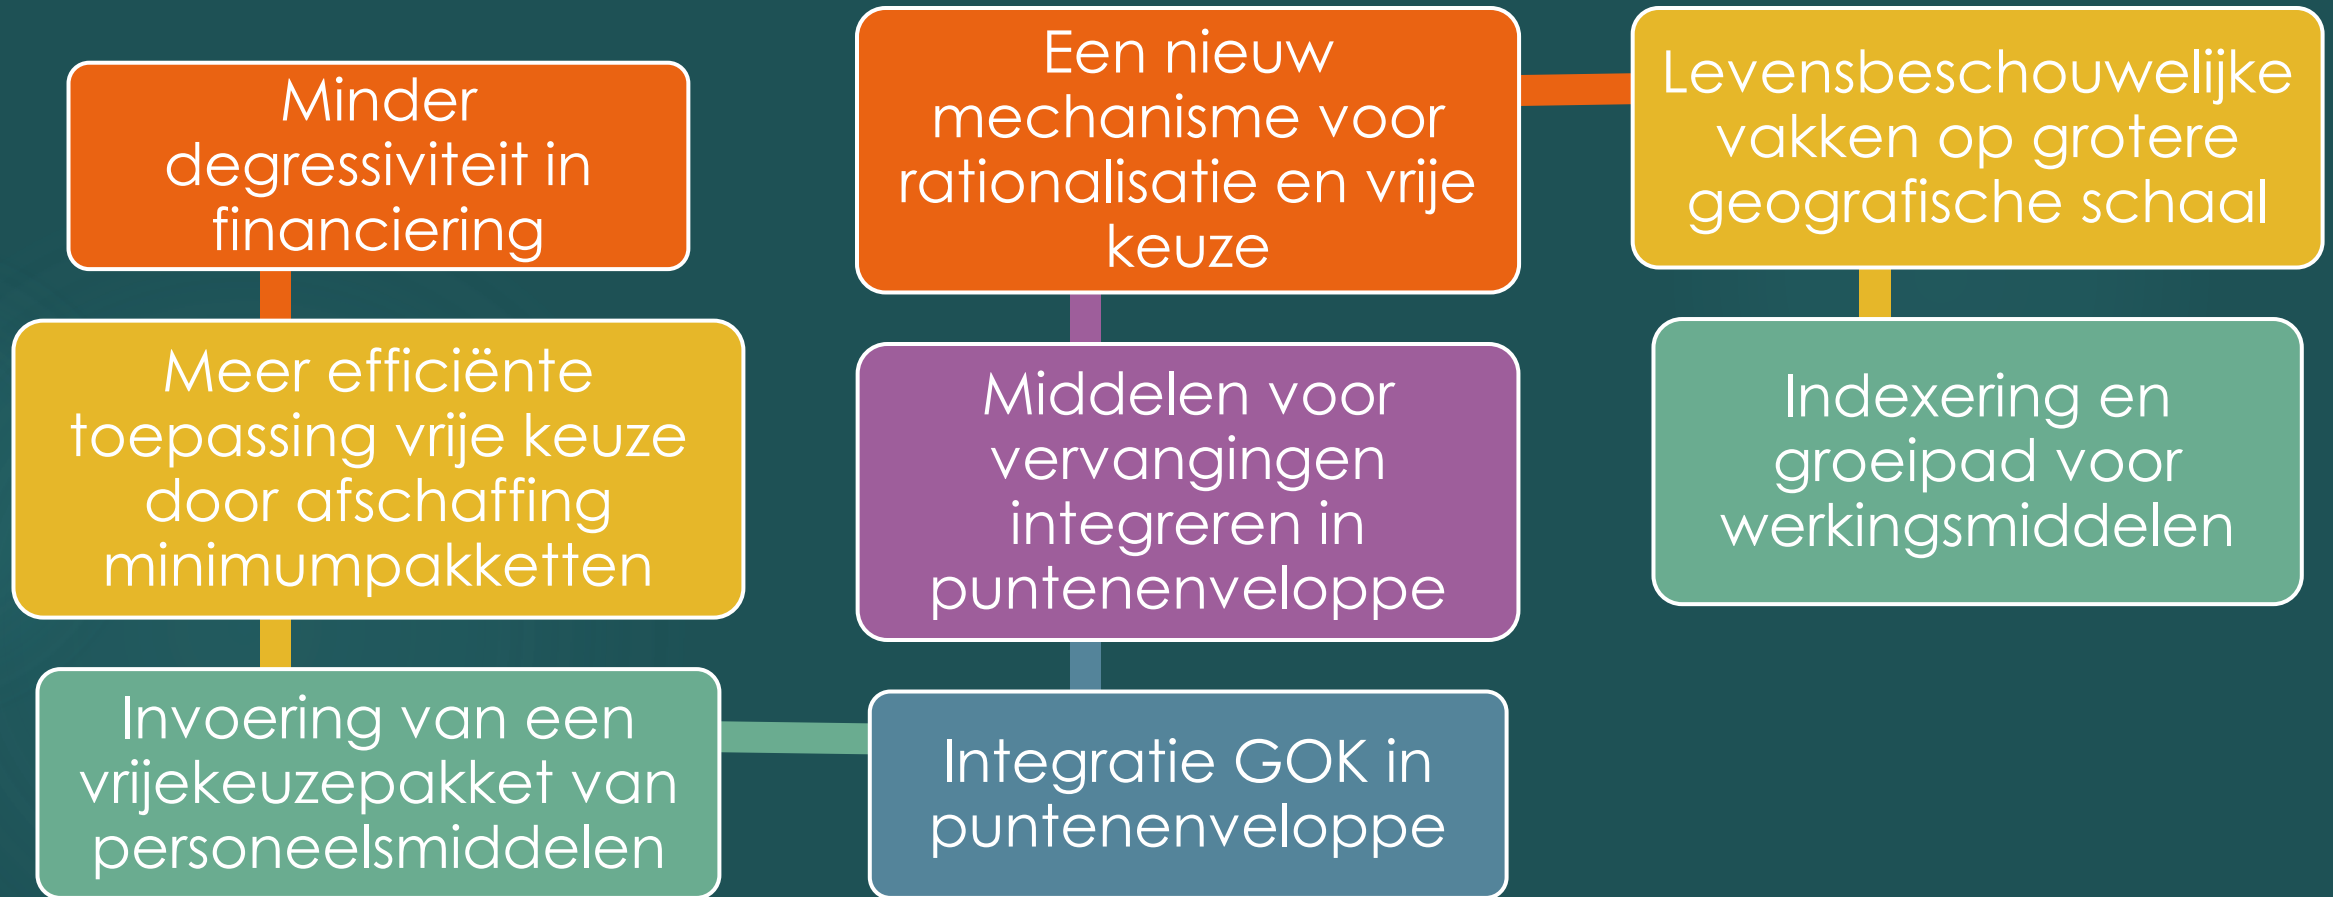 Minder
degressiviteit in
financiering
Meer efficiënte
toepassing vrije keuze
door afschaffing
minimumpakketten
Invoering van een
vrijekeuzepakket van
personeelsmiddelen
Integratie GOK in
puntenenveloppe
Middelen voor
vervangingen
integreren in
puntenenveloppe
Een nieuw
mechanisme voor
rationalisatie en vrije
keuze
Levensbeschouwelijke
vakken op grotere
geografische schaal
Indexering en
groeipad voor
werkingsmiddelen